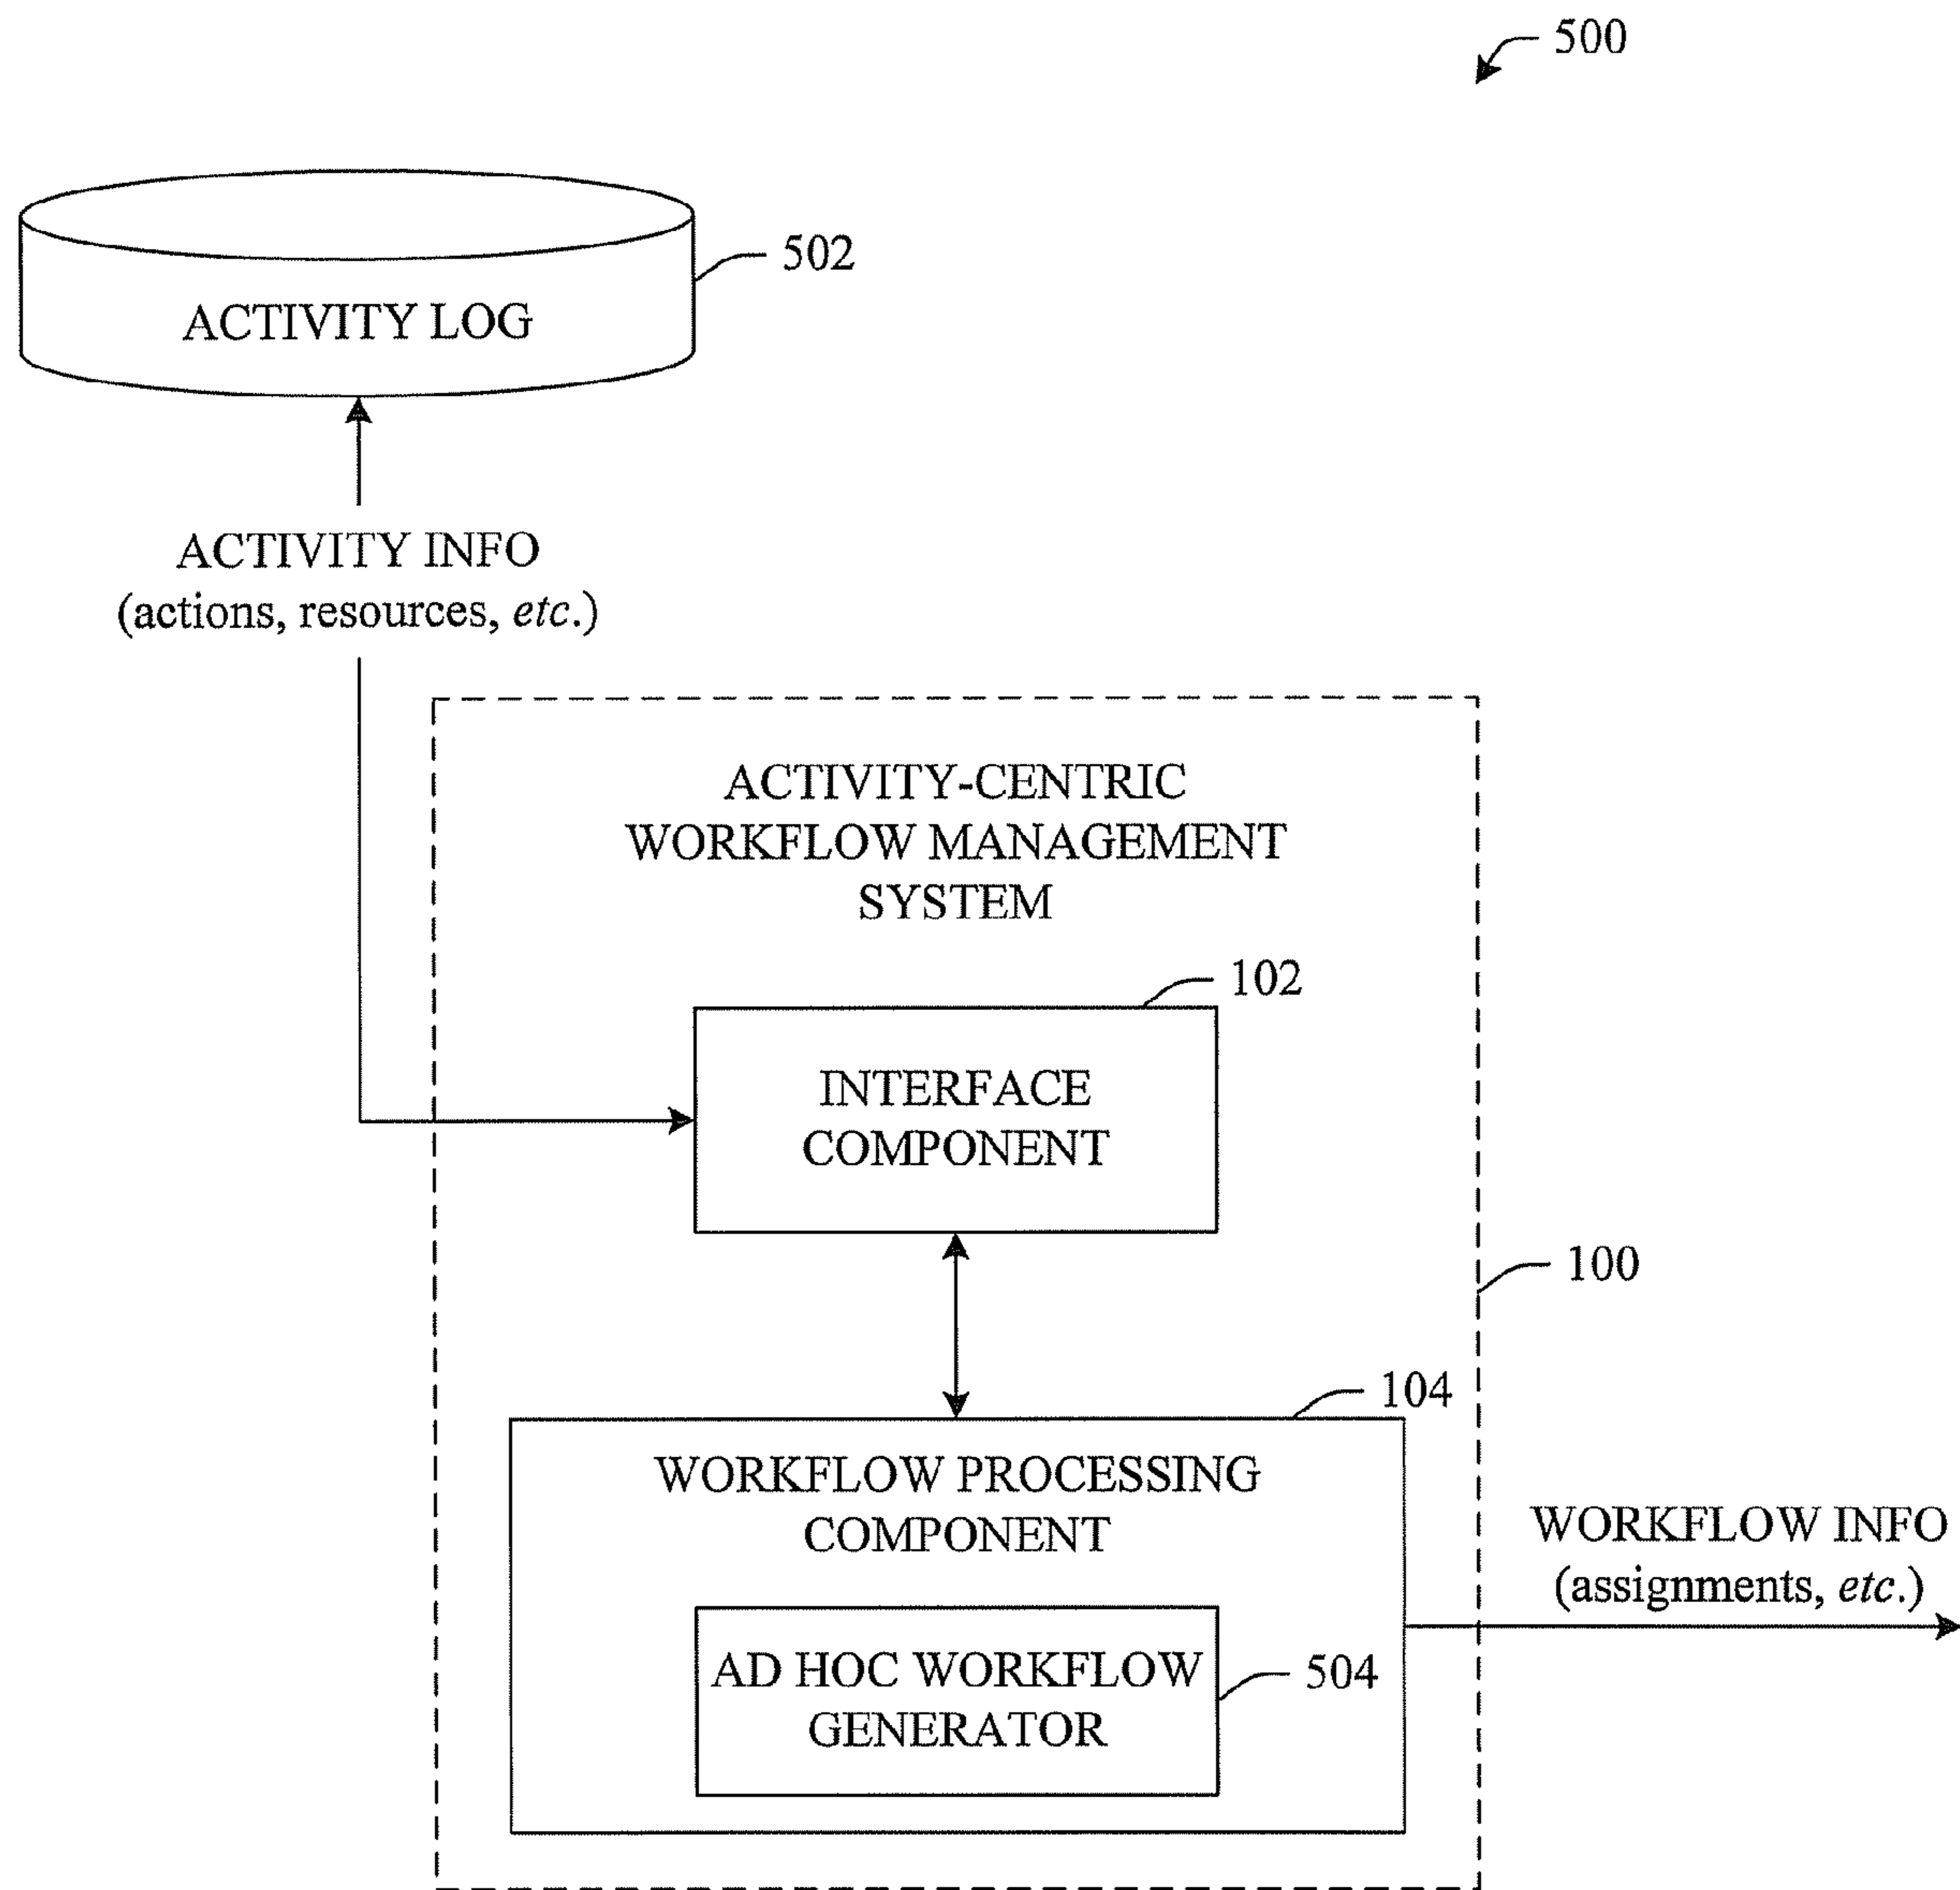 500
502
ACTIVITY LOG
ACTIVITY INFO
(actions, resources, etc.)
ACTIVITY-CENTRIC
WORKFLOW MANAGEMENT
SYSTEM
102
INTERFACE
COMPONENT
100
104
WORKFLOW PROCESSING
COMPONENT
WORKFLOW INFO
(assignments, etc.)
AD HOC WORKFLOW
GENERATOR
504